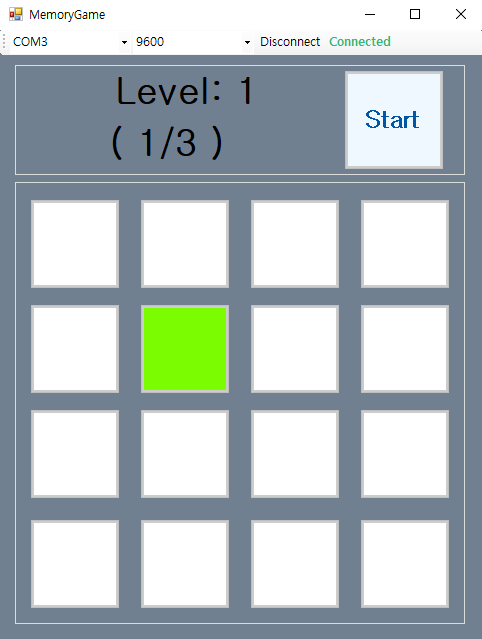 MemoryGame
COM3 9600 Disconnect Connected
Level: 1
( 1/3 )
Start